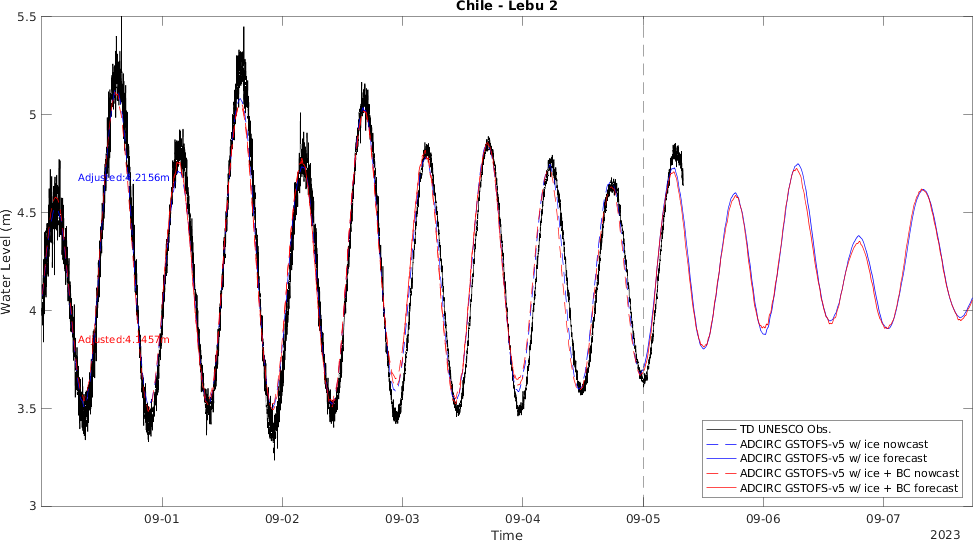 Chile - Lebu 2
5.5
5
4.5
4
3.5
3
Water Level (m)
Adjusted:4.2156m
Adjusted:4.1457m
TD UNESCO Obs.
ADCIRC GSTOFS-v5 w/ ice nowcast
ADCIRC GSTOFS-v5 w/ ice forecast
ADCIRC GSTOFS-v5 w/ ice + BC nowcast
ADCIRC GSTOFS-v5 w/ ice + BC forecast
09-01 09-02 09-03 09-04 09-05 09-06 09-07
Time
2023